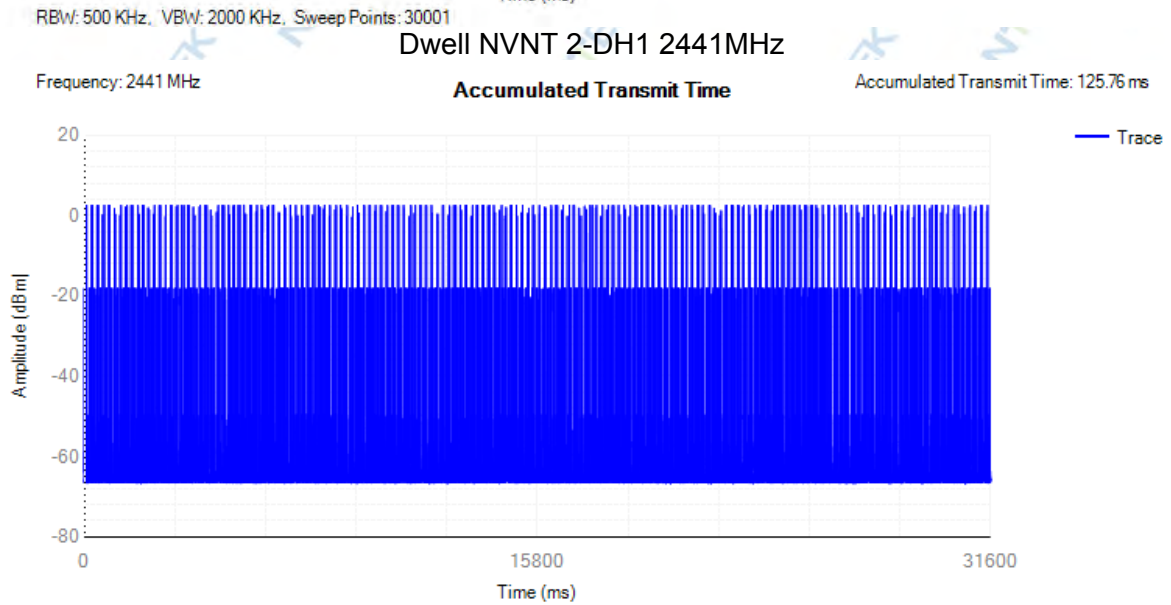 RBW: 500 KHz, VBW: 2000 KHz, Sweep Points: 30001
Dwell NVNT 2-DH1 2441MHz
Frequency: 2441 MHz
Accumulated Transmit Time
Accumulated Transmit Time: 125.76 ms
20
0
-20
-40
-60
-80
Amplitude (dBm)
Trace
0
15800
31600
Time (ms)